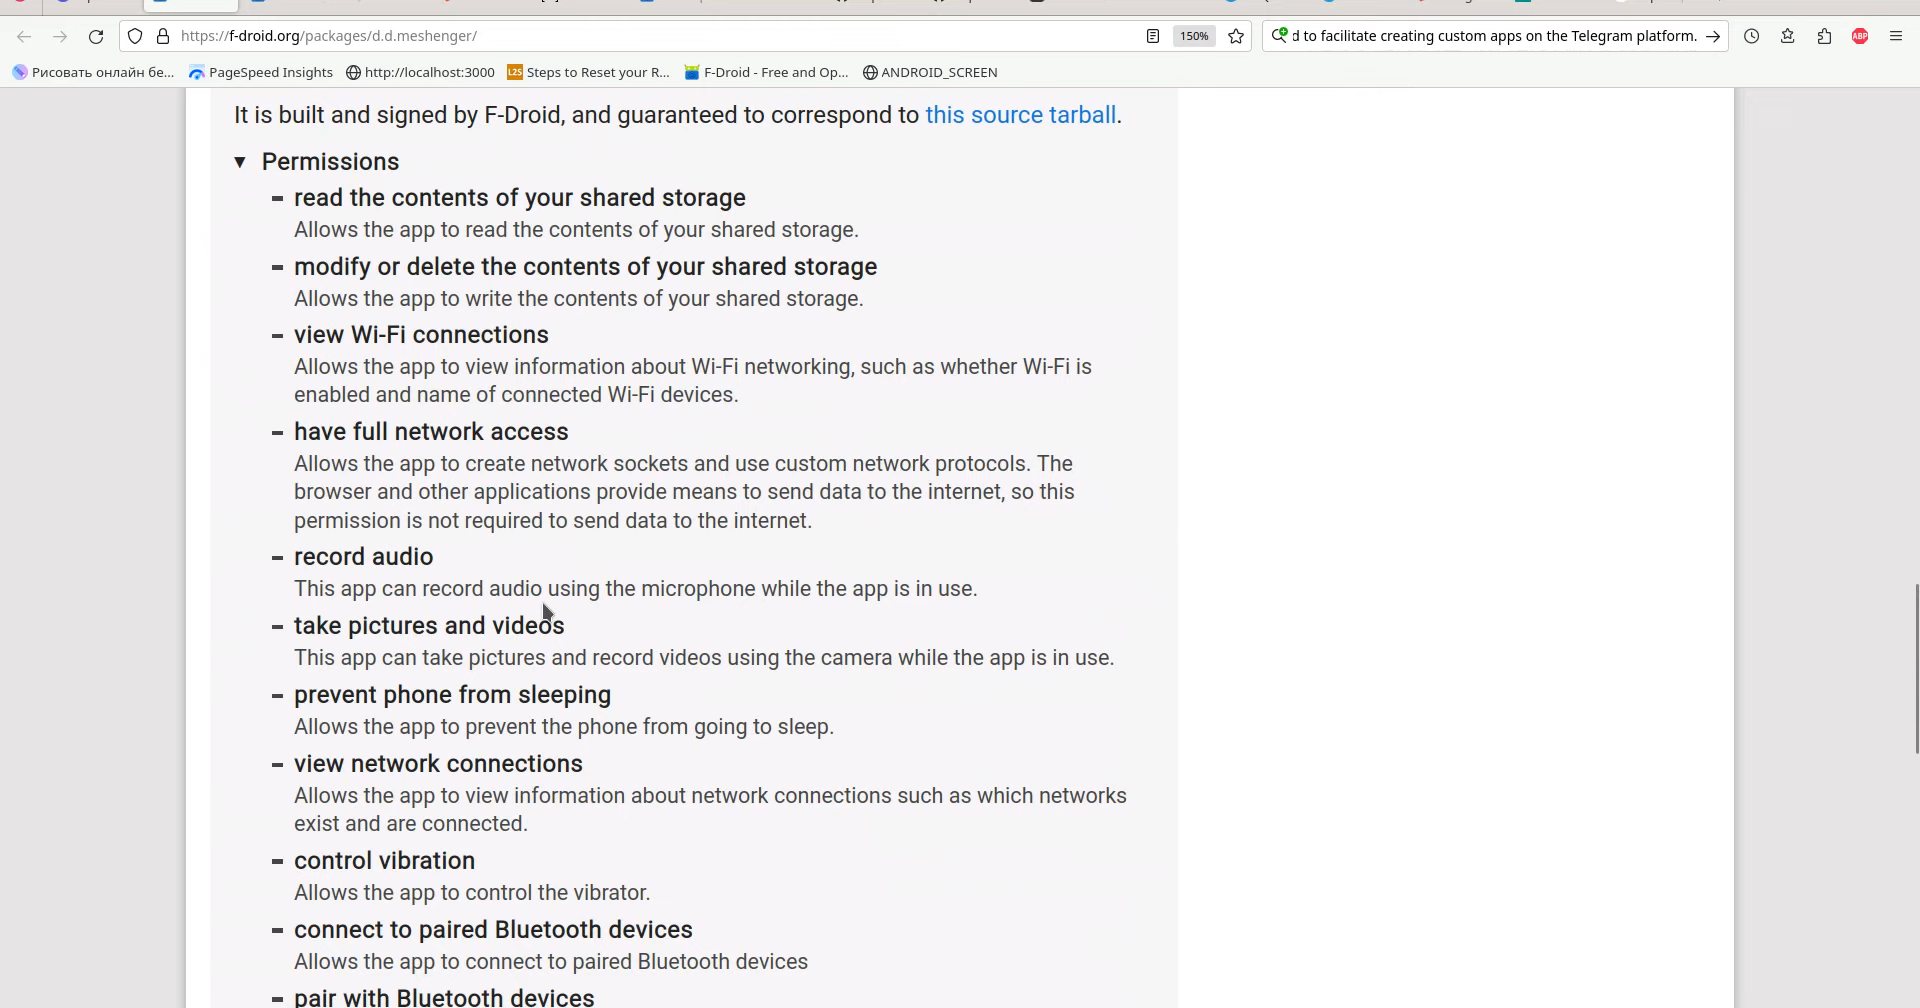 https://f-droid.org/packages/d.d.meshenger/
150%
d to facilitate creating custom apps on the Telegram platform.
ABP
Рисовать онлайн бе...
PageSpeed Insights
http://localhost:3000
Steps to Reset your R...
F-Droid - Free and Op...
ANDROID_SCREEN
It is built and signed by F-Droid, and guaranteed to correspond to this source tarball.
Permissions
read the contents of your shared storage
Allows the app to read the contents of your shared storage.
modify or delete the contents of your shared storage
Allows the app to write the contents of your shared storage.
view Wi-Fi connections
Allows the app to view information about Wi-Fi networking, such as whether Wi-Fi is
enabled and name of connected Wi-Fi devices.
have full network access
Allows the app to create network sockets and use custom network protocols. The
browser and other applications provide means to send data to the internet, so this
permission is not required to send data to the internet.
record audio
This app can record audio using the microphone while the app is in use.
take pictures and videos
This app can take pictures and record videos using the camera while the app is in use.
prevent phone from sleeping
Allows the app to prevent the phone from going to sleep.
view network connections
Allows the app to view information about network connections such as which networks
exist and are connected.
control vibration
Allows the app to control the vibrator.
connect to paired Bluetooth devices
Allows the app to connect to paired Bluetooth devices
pair with Bluetooth devices